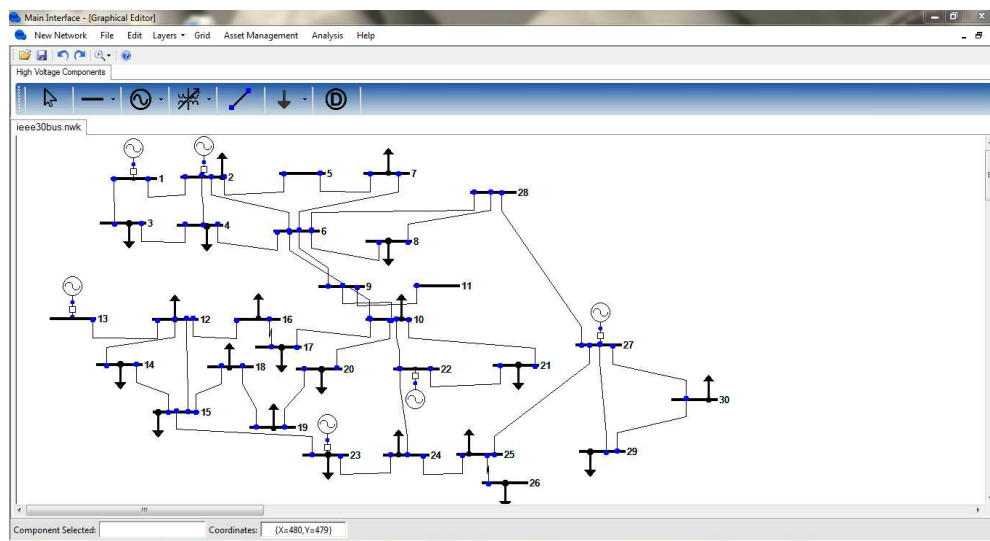 Main Interface - [Graphical Editor]
New Network File Edit Layers Grid Asset Management Analysis Help
High Voltage Components
D
ieee30bus.nwk
1 2 5 7
28
3 4 6
8
9 11
13 12 16 10
17 27
14 18 20 22 21
30
15
19
23 24 25 29
26
Component Selected: Coordinates: {X=480,Y=479}